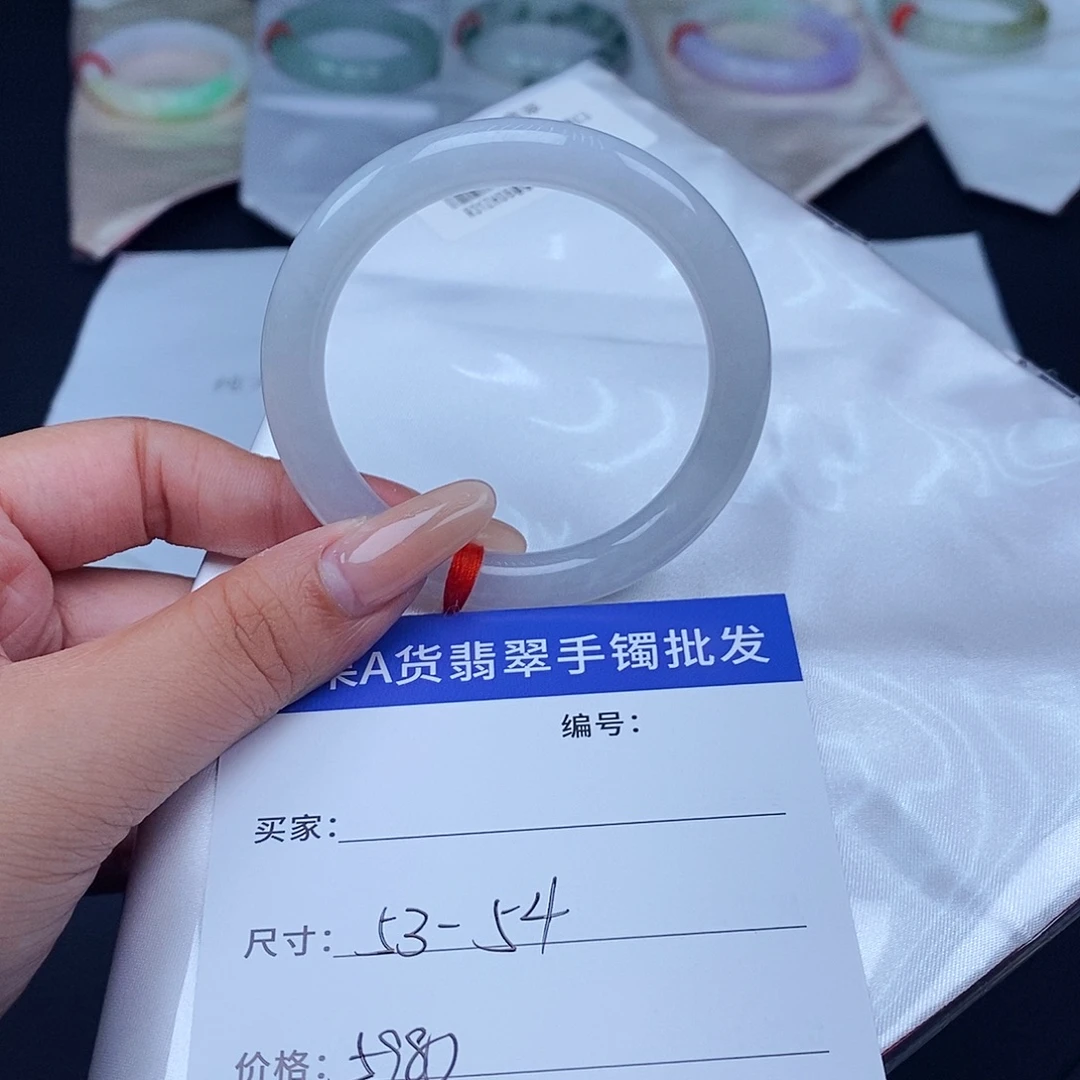 A货翡翠手镯批发
编号：
买家：
尺寸： 53-54
价格： 5980